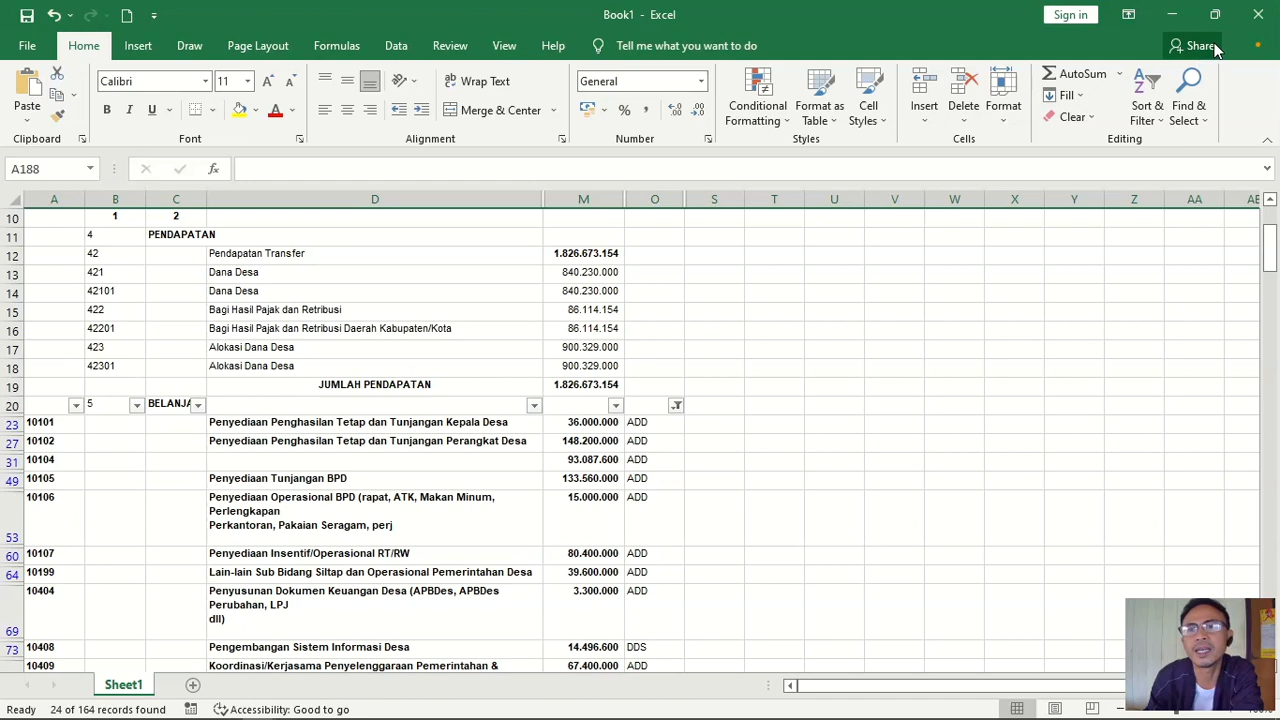 Book1 - Excel
Sign in
File Home Insert Draw Page Layout Formulas Data Review View Help Tell me what you want to do Share
Paste
Clipboard
Calibri 11
B I U A
Font
Wrap Text
Merge & Center
Alignment
General
% ,
Number
Conditional Formatting
Format as Table
Cell Styles
Styles
Insert Delete Format
Cells
AutoSum
Fill
Clear
Sort & Filter
Find & Select
Editing
A188 fx
A B C D M O S T U V W X Y Z AA AE
10 1 2
11 4 PENDAPATAN
12 42 Pendapatan Transfer 1.826.673.154
13 421 Dana Desa 840.230.000
14 42101 Dana Desa 840.230.000
15 422 Bagi Hasil Pajak dan Retribusi 86.114.154
16 42201 Bagi Hasil Pajak dan Retribusi Daerah Kabupaten/Kota 86.114.154
17 423 Alokasi Dana Desa 900.329.000
18 42301 Alokasi Dana Desa 900.329.000
19 JUMLAH PENDAPATAN 1.826.673.154
20 5 BELANJA
23 10101 Penyediaan Penghasilan Tetap dan Tunjangan Kepala Desa 36.000.000 ADD
27 10102 Penyediaan Penghasilan Tetap dan Tunjangan Perangkat Desa 148.200.000 ADD
31 10104 93.087.600 ADD
49 10105 Penyediaan Tunjangan BPD 133.560.000 ADD
53 10106 Penyediaan Operasional BPD (rapat, ATK, Makan Minum, 15.000.000 ADD
Perlengkapan
Perkantoran, Pakaian Seragam, perj
60 10107 Penyediaan Insentif/Operasional RT/RW 80.400.000 ADD
64 10199 Lain-lain Sub Bidang Siltap dan Operasional Pemerintahan Desa 39.600.000 ADD
69 10404 Penyusunan Dokumen Keuangan Desa (APBDes, APBDes 3.300.000 ADD
Perubahan, LPJ
dll)
73 10408 Pengembangan Sistem Informasi Desa 14.496.600 DDS
10409 Koordinasi/Kerjasama Penyelenggaraan Pemerintahan & 67.400.000 ADD
Sheet1
Ready 24 of 164 records found Accessibility: Good to go